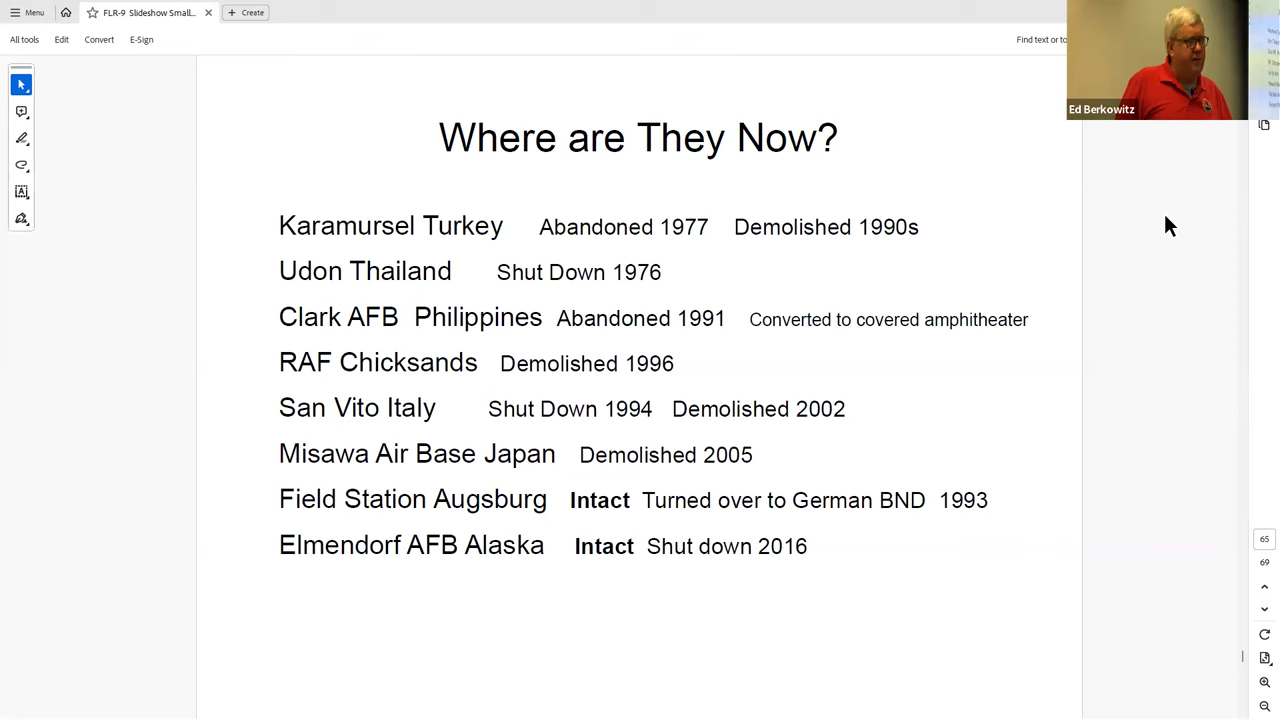 Menu
FLR-9 Slideshow Small...
Create
All tools
Edit
Convert
E-Sign
Find text or to
Ed Berkowitz
Where are They Now?
Karamursel Turkey Abandoned 1977 Demolished 1990s
Udon Thailand Shut Down 1976
Clark AFB Philippines Abandoned 1991 Converted to covered amphitheater
RAF Chicksands Demolished 1996
San Vito Italy Shut Down 1994 Demolished 2002
Misawa Air Base Japan Demolished 2005
Field Station Augsburg Intact Turned over to German BND 1993
Elmendorf AFB Alaska Intact Shut down 2016
65
69